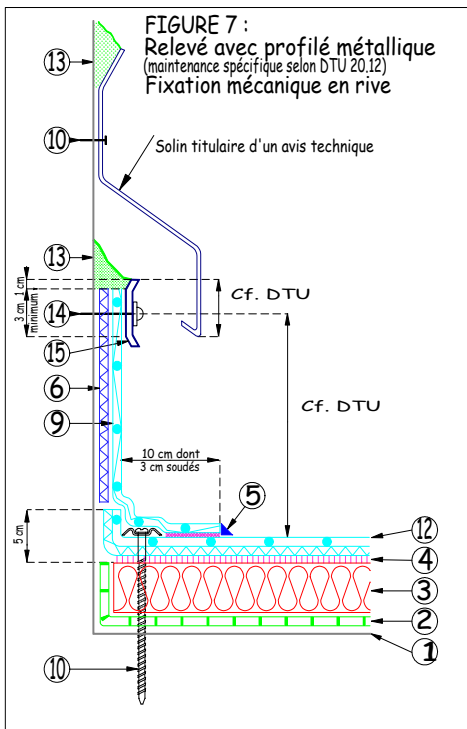 FIGURE 7 :
Relevé avec profilé métallique
(maintenance spécifique selon DTU 20,12)
Fixation mécanique en rive
13
10
Solin titulaire d'un avis technique
13
1 cm
3 cm
minimum
Cf. DTU
14
15
6
Cf. DTU
9
10 cm dont
3 cm soudés
5
5 cm
12
4
3
2
10
1